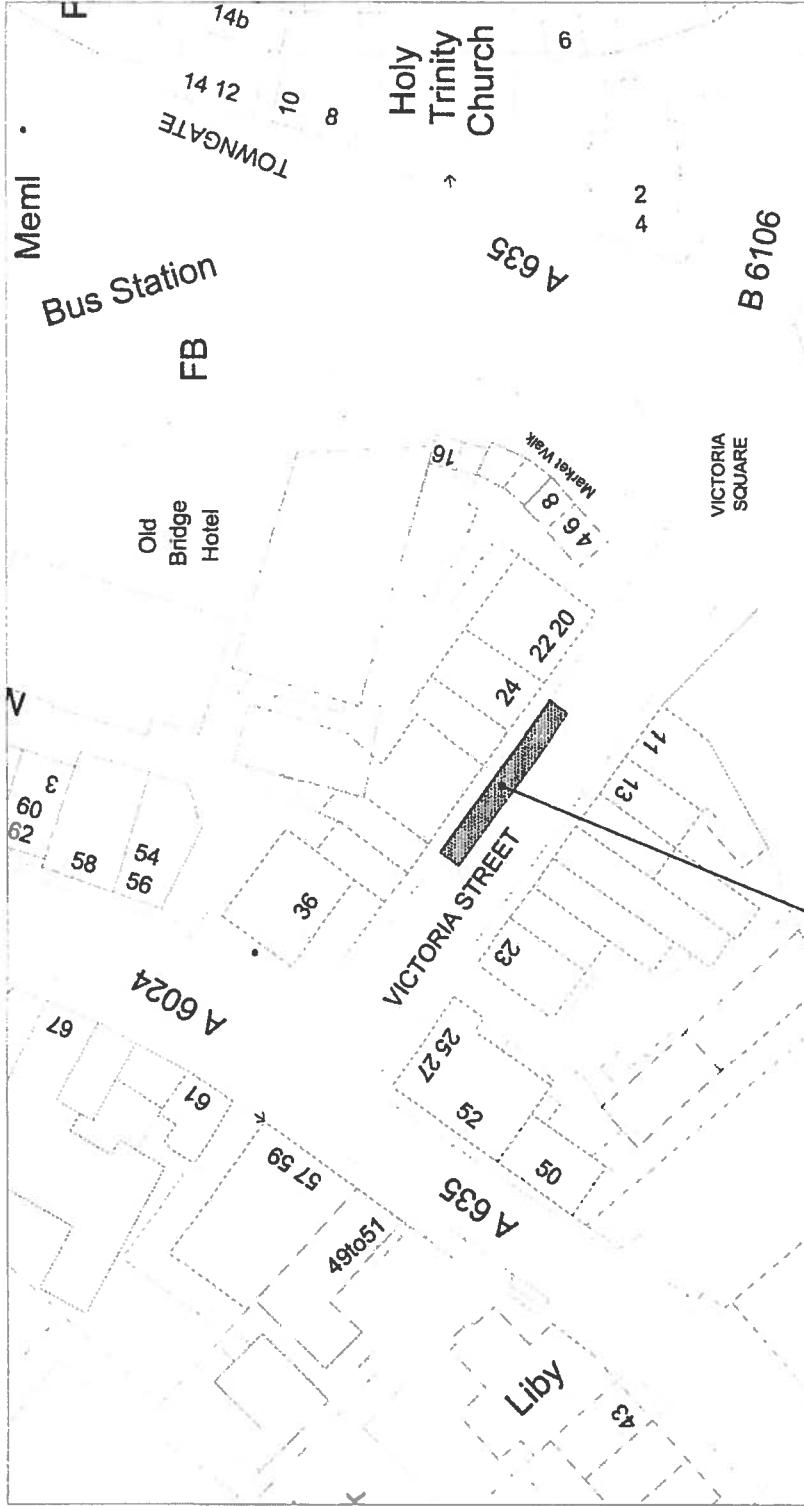 14b
14 12
10
8
TOWNGATE
6
Holy
Trinity
Church
Meml
Bus Station
A 635
2
4
B 6106
FB
Old
Bridge
Hotel
16
Market Walk
8
4 6
VICTORIA
SQUARE
22 20
24
11
13
3
60
62
58
54
56
36
VICTORIA STREET
23
A 6024
67
61
25 27
52
50
57 59
A 635
49to51
Liby
43